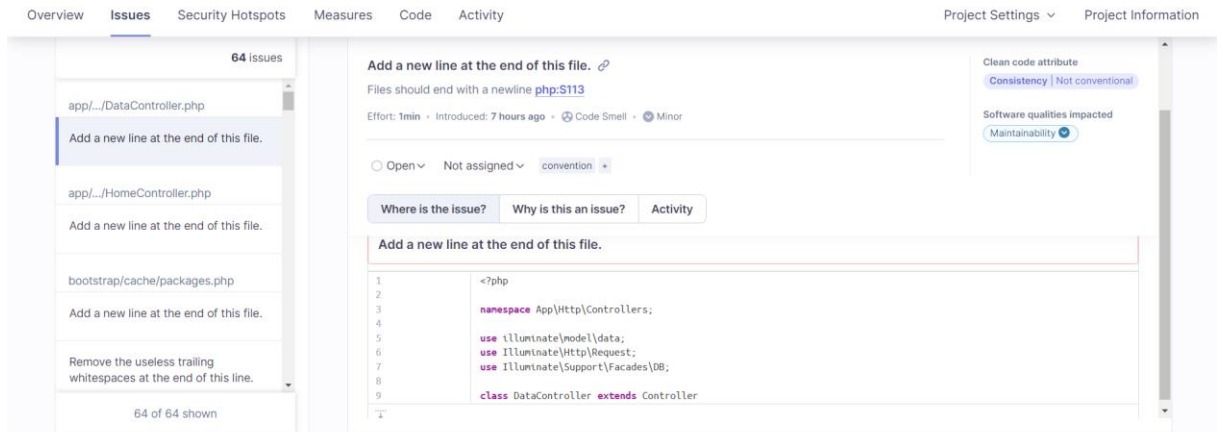 Overview Issues Security Hotspots Measures Code Activity Project Settings Project Information
64 issues
app/.../DataController.php
Add a new line at the end of this file.
app/.../HomeController.php
Add a new line at the end of this file.
bootstrap/cache/packages.php
Add a new line at the end of this file.
Remove the useless trailing
whitespaces at the end of this line.
64 of 64 shown
Add a new line at the end of this file.
Files should end with a newline php:S113
Effort: 1min • Introduced: 7 hours ago • Code Smell • Minor
Open Not assigned convention +
Clean code attribute
Consistency | Not conventional
Software qualities impacted
Maintainability
Where is the issue? Why is this an issue? Activity
Add a new line at the end of this file.
1 <?php
2
3 namespace App\Http\Controllers;
4
5 use illuminate\model\data;
6 use Illuminate\Http\Request;
7 use Illuminate\Support\Facades\DB;
8
9 class DataController extends Controller